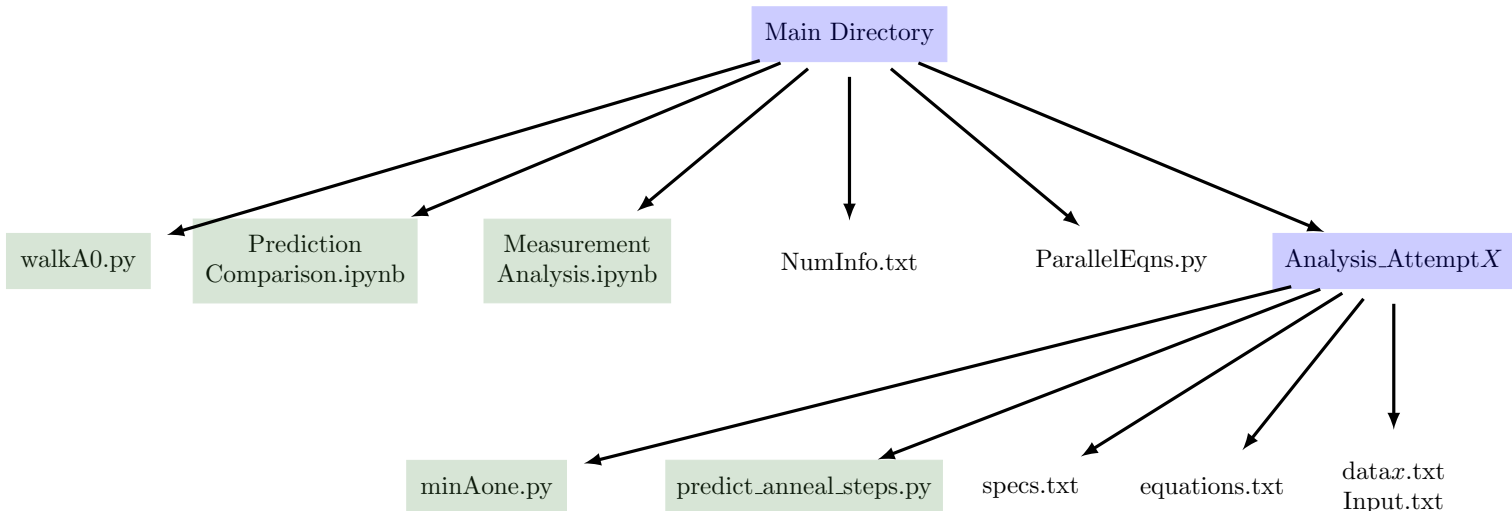 Main Directory
walkA0.py
Prediction
Comparison.ipynb
Measurement
Analysis.ipynb
NumInfo.txt
ParallelEqns.py
Analysis_AttemptX
minAone.py
predict_anneal_steps.py
specs.txt
equations.txt
datax.txt
Input.txt